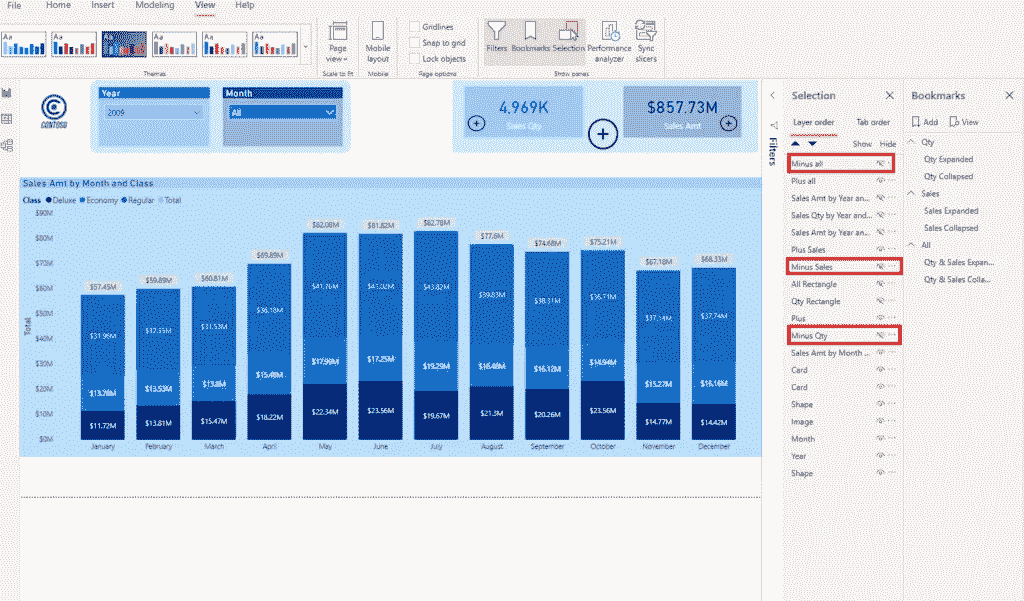 File Home Insert Modeling View Help
Aa Aa Aa Aa Aa Aa
Themes
Page view
Scale to fit
Mobile layout
Mobile
Gridlines
Snap to grid
Lock objects
Page options
Filters Bookmarks Selection Performance analyzer Sync slicers
Show panes
CONTOSO
Year
2009
Month
All
4,969K
Sales Qty
$857.73M
Sales Amt
Sales Amt by Month and Class
Class Deluxe Economy Regular Total
Total
$90M
$80M
$70M
$60M
$50M
$40M
$30M
$20M
$10M
$0M
$57.45M $59.89M $60.81M $69.89M $82.08M $81.82M $82.78M $77.6M $74.68M $75.21M $67.18M $68.33M
$31.53M $36.18M $41.76M $43.82M $39.83M $38.31M $36.71M $37.14M $37.74M
$13.53M $13.8M $15.48M $17.99M $17.25M $19.29M $16.12M $14.94M $15.27M $16.16M
$11.72M $13.81M $15.47M $18.22M $22.34M $23.56M $19.67M $21.3M $20.26M $23.56M $14.77M $14.42M
January February March April May June July August September October November December
Filters
Selection
Layer order Tab order
Show Hide
Minus all
Plus all
Sales Amt by Year an...
Sales Qty by Year and...
Sales Amt by Year an...
Plus Sales
Minus Sales
All Rectangle
Qty Rectangle
Plus
Minus Qty
Sales Amt by Month ...
Card
Card
Shape
Image
Month
Year
Shape
Bookmarks
Add View
Qty
Qty Expanded
Qty Collapsed
Sales
Sales Expanded
Sales Collapsed
All
Qty & Sales Expan...
Qty & Sales Colla...